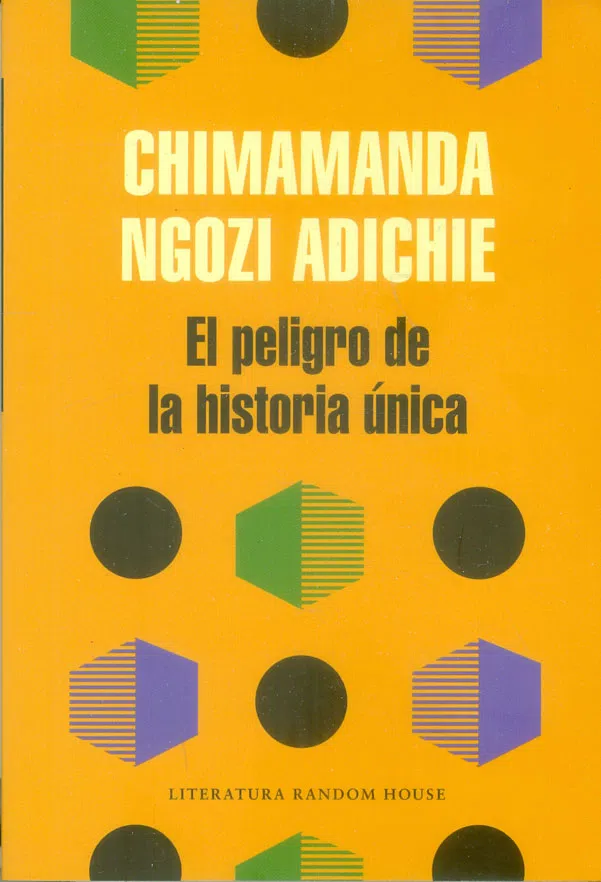 CHIMAMANDA
NGOZI ADICHIE
El peligro de
la historia única
LITERATURA RANDOM HOUSE